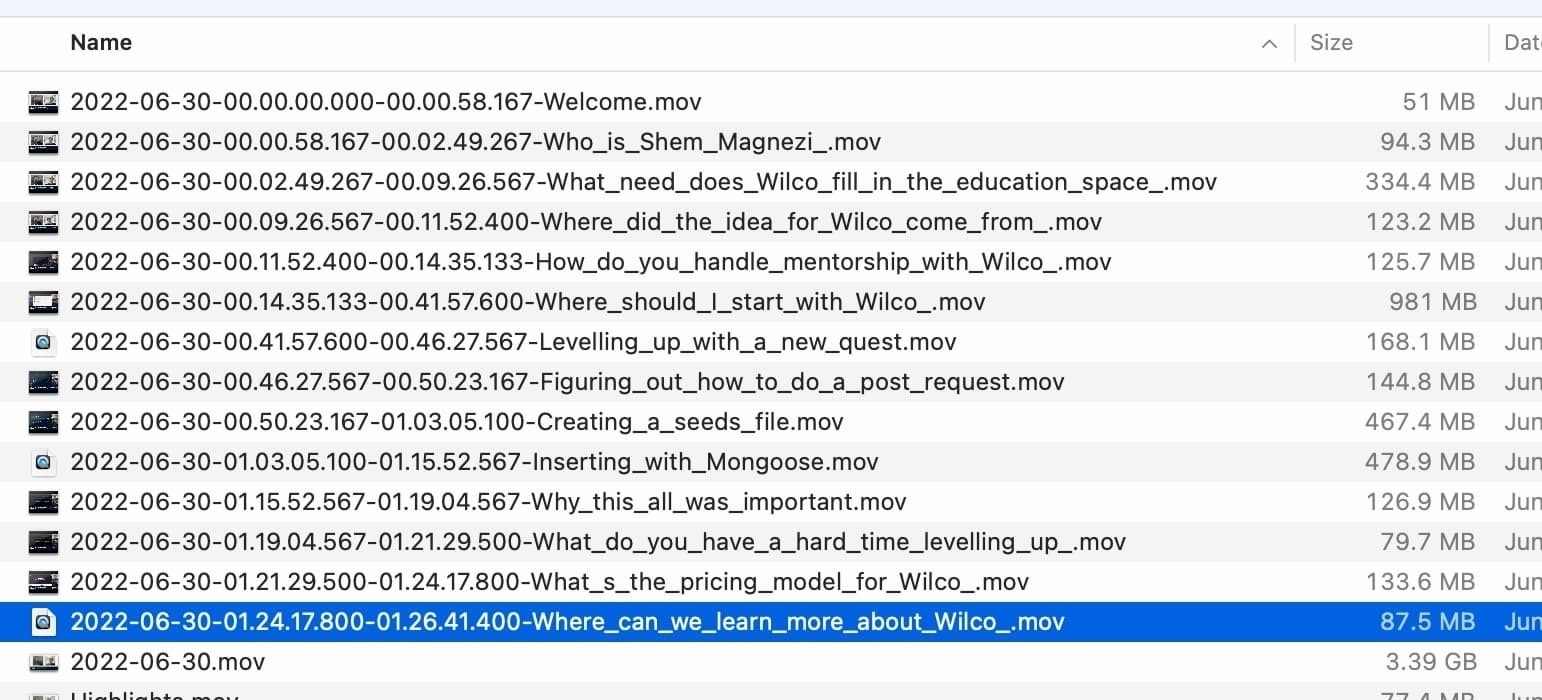 Name Size Dat
2022-06-30-00.00.00.000-00.00.58.167-Welcome.mov 51 MB Jun
2022-06-30-00.00.58.167-00.02.49.267-Who_is_Shem_Magnezi_.mov 94.3 MB Jun
2022-06-30-00.02.49.267-00.09.26.567-What_need_does_Wilco_fill_in_the_education_space_.mov 334.4 MB Jun
2022-06-30-00.09.26.567-00.11.52.400-Where_did_the_idea_for_Wilco_come_from_.mov 123.2 MB Jun
2022-06-30-00.11.52.400-00.14.35.133-How_do_you_handle_mentorship_with_Wilco_.mov 125.7 MB Jun
2022-06-30-00.14.35.133-00.41.57.600-Where_should_I_start_with_Wilco_.mov 981 MB Jun
2022-06-30-00.41.57.600-00.46.27.567-Levelling_up_with_a_new_quest.mov 168.1 MB Jun
2022-06-30-00.46.27.567-00.50.23.167-Figuring_out_how_to_do_a_post_request.mov 144.8 MB Jun
2022-06-30-00.50.23.167-01.03.05.100-Creating_a_seeds_file.mov 467.4 MB Jun
2022-06-30-01.03.05.100-01.15.52.567-Inserting_with_Mongoose.mov 478.9 MB Jun
2022-06-30-01.15.52.567-01.19.04.567-Why_this_all_was_important.mov 126.9 MB Jun
2022-06-30-01.19.04.567-01.21.29.500-What_do_you_have_a_hard_time_levelling_up_.mov 79.7 MB Jun
2022-06-30-01.21.29.500-01.24.17.800-What_s_the_pricing_model_for_Wilco_.mov 133.6 MB Jun
2022-06-30-01.24.17.800-01.26.41.400-Where_can_we_learn_more_about_Wilco_.mov 87.5 MB Jun
2022-06-30.mov 3.39 GB Jun
Highlights.mov 77.4 MB Jun